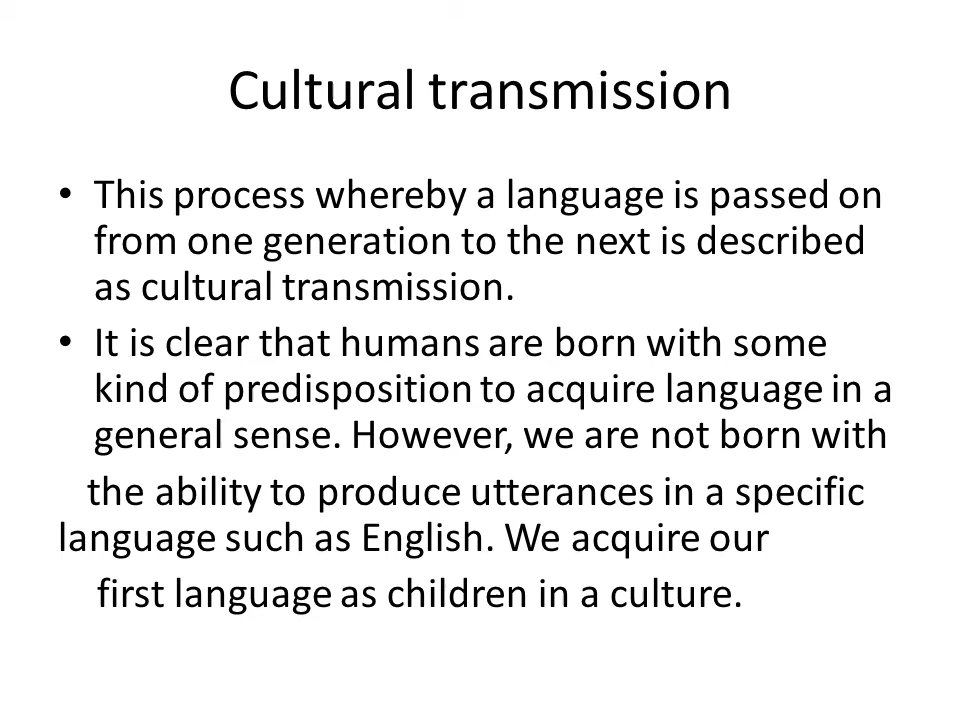 Cultural transmission
• This process whereby a language is passed on
from one generation to the next is described
as cultural transmission.
• It is clear that humans are born with some
kind of predisposition to acquire language in a
general sense. However, we are not born with
the ability to produce utterances in a specific
language such as English. We acquire our
first language as children in a culture.